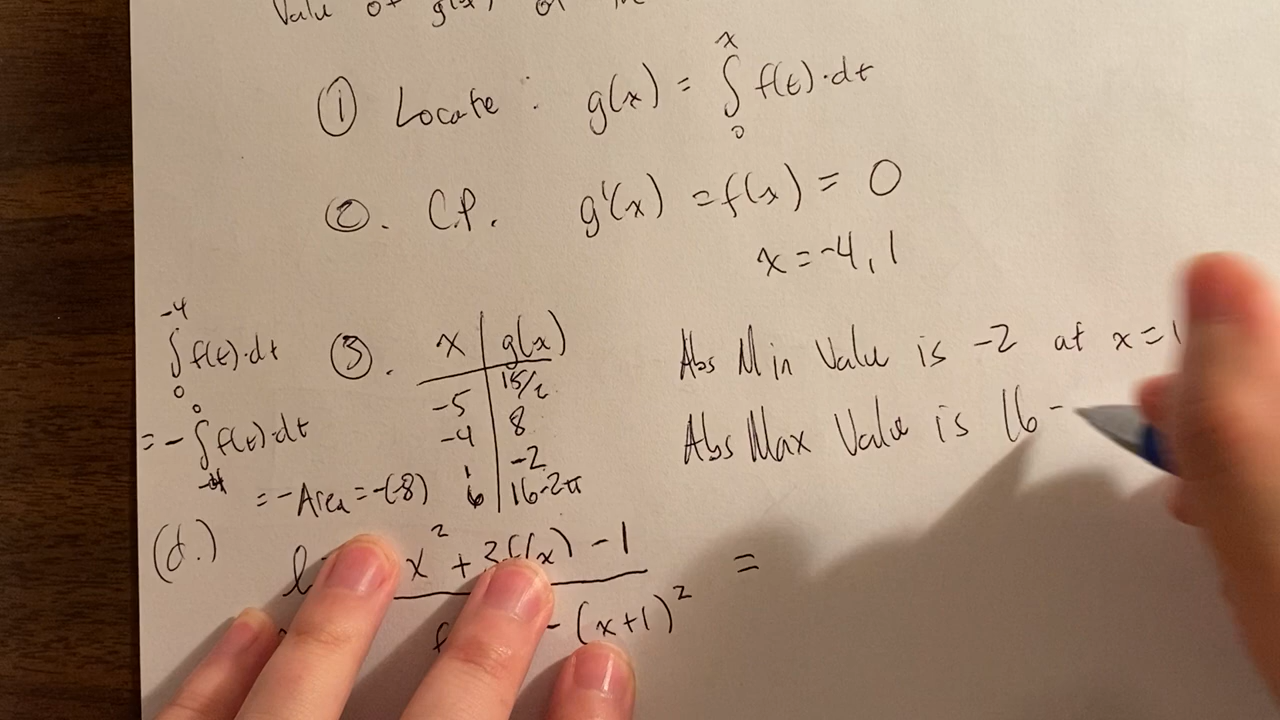 Value of g(x)
① Locate : g(x) = ∫₀ˣ f(t)·dt
②. C.P. g'(x) = f(x) = 0
x = -4, 1
∫₀⁻⁴ f(t)·dt
= -∫₋₄⁰ f(t)·dt
= -Area = -(-8)
③. x | g(x)
-5 | 15/2
-4 | 8
1 | -2
6 | 16-2π
Abs Min Value is -2 at x=1
Abs Max Value is 16 -
(d.) x² + 3f(x) - 1 =
- (x+1)²